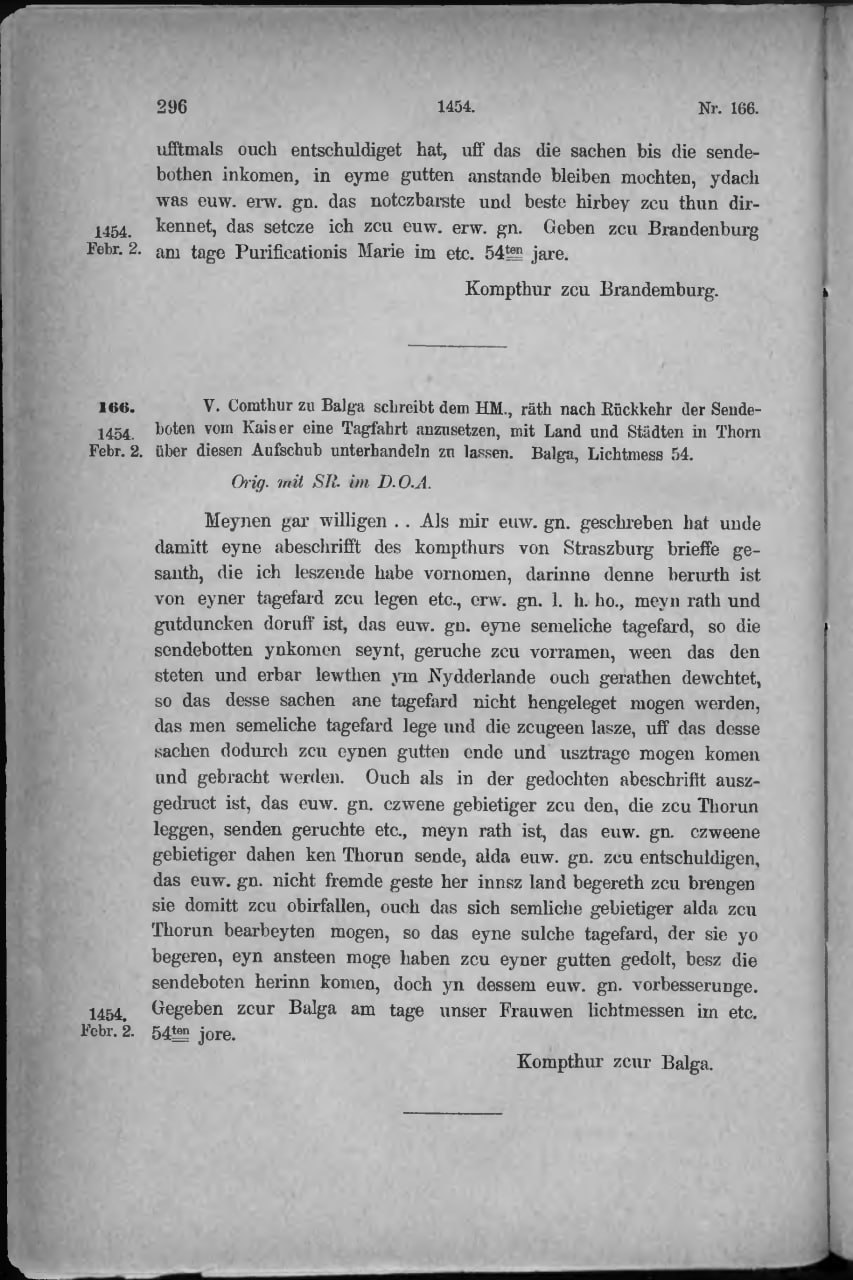 296 1454. Nr. 166.
ufftmals ouch entschuldiget hat, uff das die sachen bis die sende-
bothen inkomen, in eyme gutten anstande bleiben mochten, ydach
was euw. erw. gn. das notczbarste und beste hirbey zcu thun dir-
1454. kennet, das setcze ich zcu euw. erw. gn. Geben zcu Brandenburg
Febr. 2. am tage Purificationis Marie im etc. 54ten jare.
Kompthur zcu Brandemburg.
166. V. Comthur zu Balga schreibt dem HM., räth nach Rückkehr der Sende-
1454. boten vom Kaiser eine Tagfahrt anzusetzen, mit Land und Städten in Thorn
Febr. 2. über diesen Aufschub unterhandeln zu lassen. Balga, Lichtmess 54.
Orig. mit SR. im D.O.A.
Meynen gar willigen . . Als mir euw. gn. geschreben hat unde
damitt eyne abeschrifft des kompthurs von Straszburg brieffe ge-
santh, die ich leszende habe vornomen, darinne denne berurth ist
von eyner tagefard zcu legen etc., erw. gn. l. h. ho., meyn rath und
gutduncken doruff ist, das euw. gn. eyne semeliche tagefard, so die
sendebotten ynkomen seynt, geruche zcu vorramen, ween das den
steten und erbar lewthen ym Nydderlande ouch gerathen dewchtet,
so das desse sachen ane tagefard nicht hengeleget mogen werden,
das men semeliche tagefard lege und die zcugeen lasze, uff das desse
sachen dodurch zcu eynen gutten ende und usztrage mogen komen
und gebracht werden. Ouch als in der gedochten abeschrifft ausz-
gedruct ist, das euw. gn. czwene gebietiger zcu den, die zcu Thorun
leggen, senden geruchte etc., meyn rath ist, das euw. gn. czweene
gebietiger dahen ken Thorun sende, alda euw. gn. zcu entschuldigen,
das euw. gn. nicht fremde geste her innsz land begereth zcu brengen
sie domitt zcu obirfallen, ouch das sich semliche gebietiger alda zcu
Thorun bearbeyten mogen, so das eyne sulche tagefard, der sie yo
begeren, eyn ansteen moge haben zcu eyner gutten gedolt, besz die
sendeboten herinn komen, doch yn dessem euw. gn. vorbesserunge.
1454. Gegeben zcur Balga am tage unser Frauwen lichtmessen im etc.
Febr. 2. 54ten jore.
Kompthur zcur Balga.